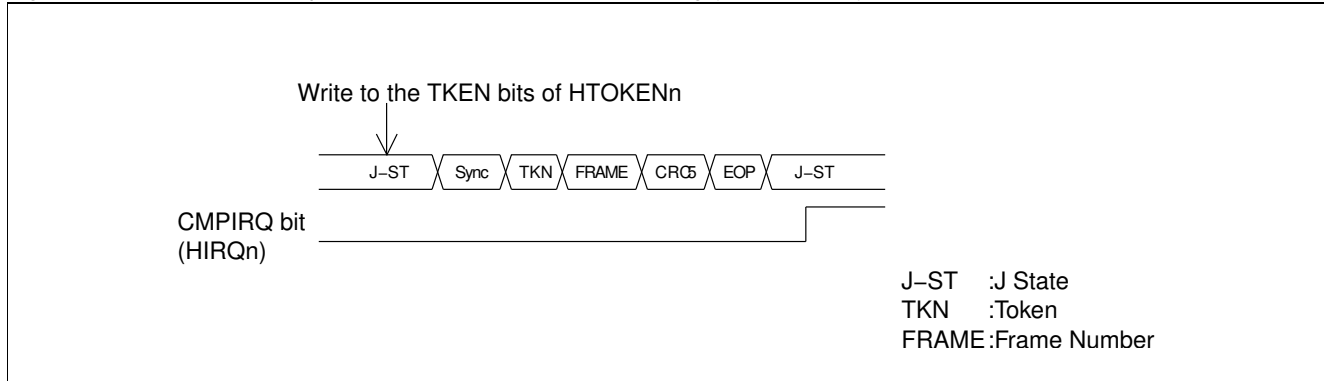 Write to the TKEN bits of HTOKENn
J−ST Sync TKN FRAME CRC5 EOP J−ST
CMPIRQ bit
(HIRQn)
J−ST :J State
TKN :Token
FRAME:Frame Number